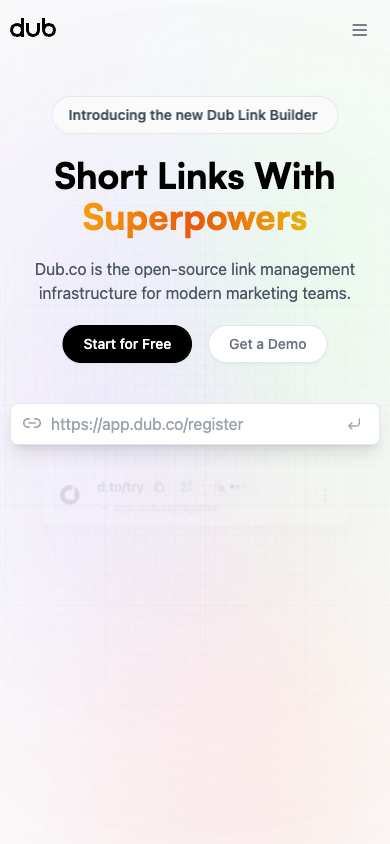 dub
Introducing the new Dub Link Builder
Short Links With
Superpowers
Dub.co is the open-source link management
infrastructure for modern marketing teams.
Start for Free
Get a Demo
https://app.dub.co/register
d.to/try
app.dub.co/register